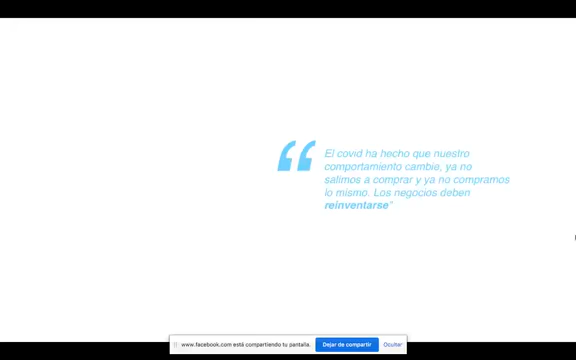 “ El covid ha hecho que nuestro
comportamiento cambie, ya no
salimos a comprar y ya no compramos
lo mismo. Los negocios deben
reinventarse”
www.facebook.com está compartiendo tu pantalla. Dejar de compartir Ocultar